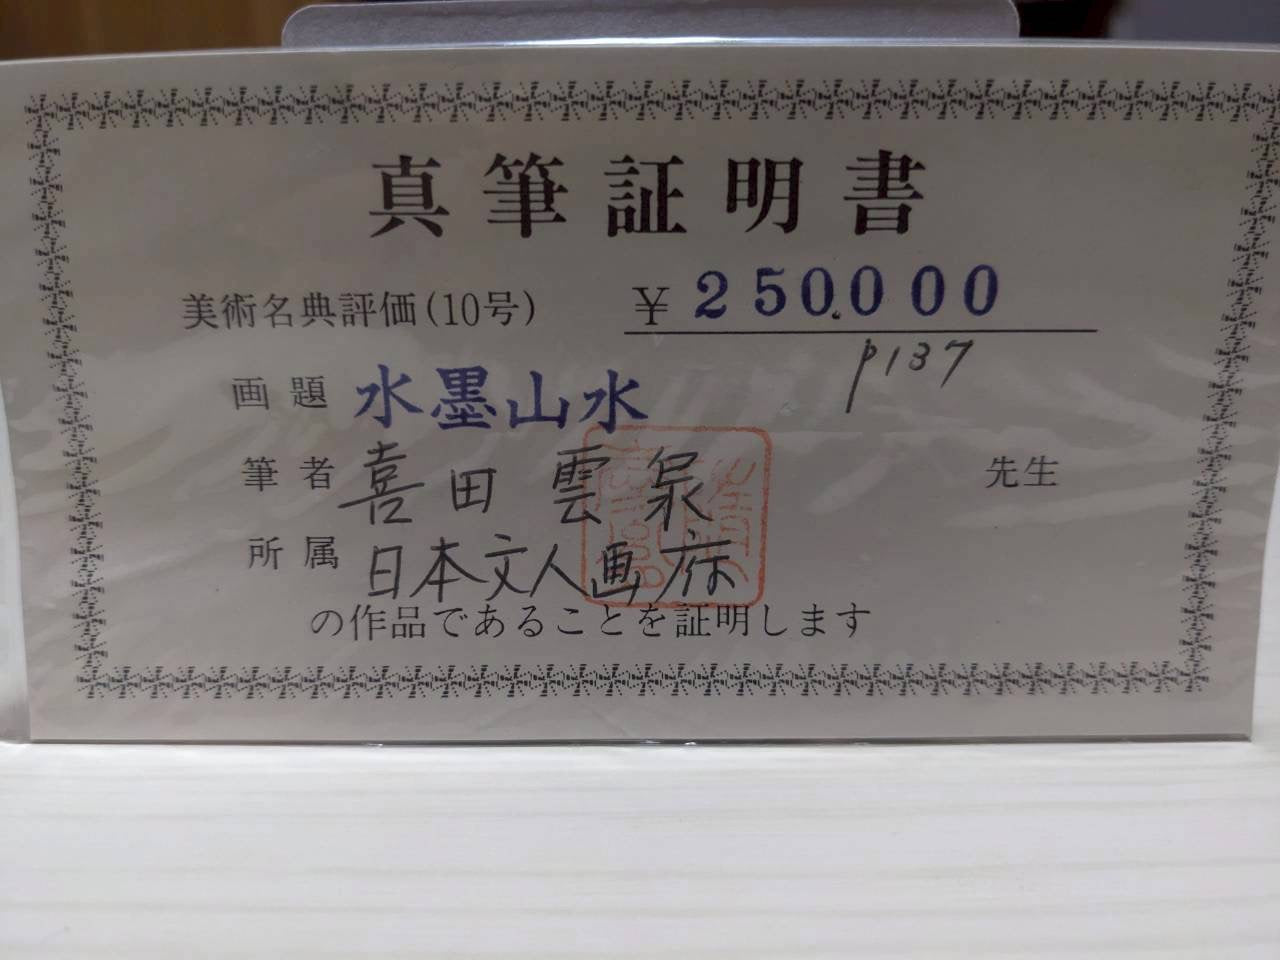 真筆証明書
美術名典評価(10号) ¥250.000
p137
画題 水墨山水
筆者 喜田雲泉 先生
所属 日本文人画府
の作品であることを証明します